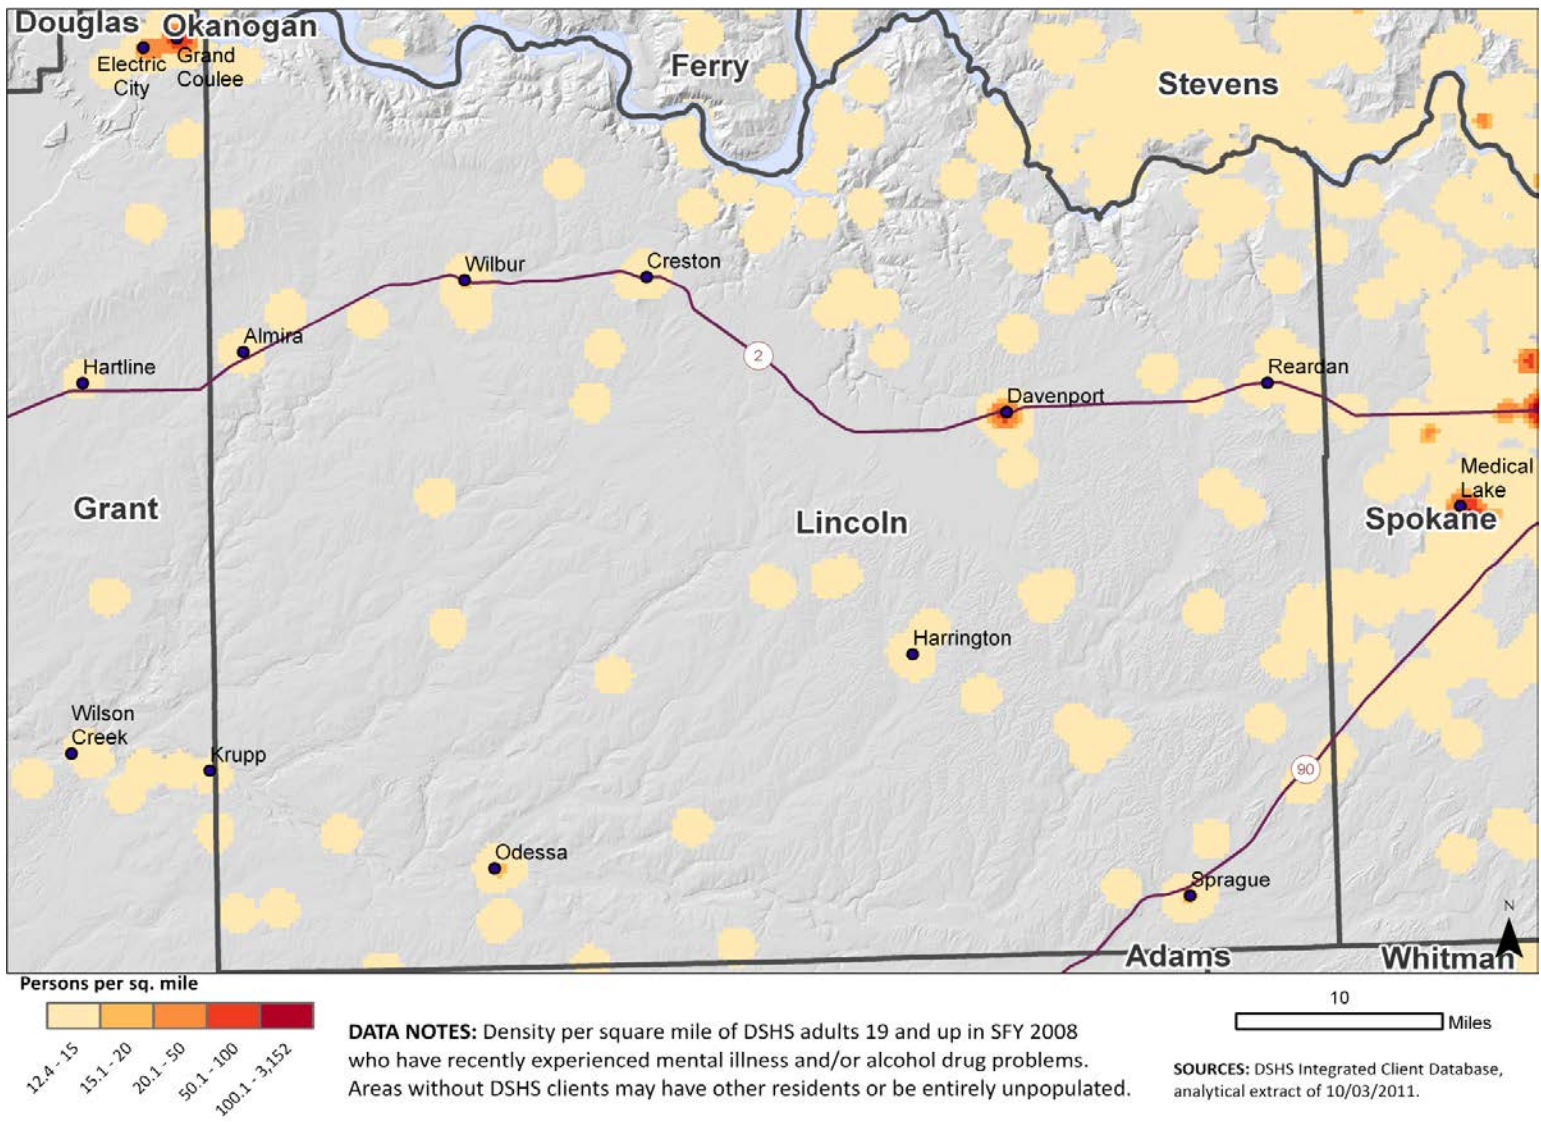 Douglas
Okanogan
Electric
City
Grand
Coulee
Ferry
Stevens
Wilbur
Creston
Almira
Hartline
2
Reardan
Davenport
Medical
Lake
Grant
Lincoln
Spokane
Harrington
Wilson
Creek
Krupp
90
Odessa
Sprague
N
Adams
Whitman
Persons per sq. mile
12.4 - 15
15.1 - 20
20.1 - 50
50.1 - 100
100.1 - 3,152
DATA NOTES: Density per square mile of DSHS adults 19 and up in SFY 2008
who have recently experienced mental illness and/or alcohol drug problems.
Areas without DSHS clients may have other residents or be entirely unpopulated.
10
Miles
SOURCES: DSHS Integrated Client Database,
analytical extract of 10/03/2011.